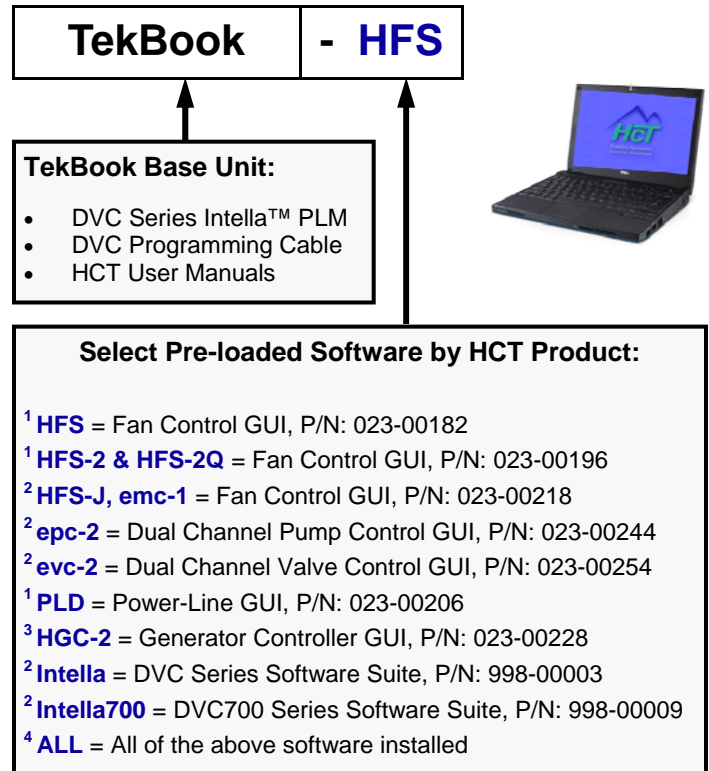 TekBook - HFS
HCT
TekBook Base Unit:
• DVC Series Intella™ PLM
• DVC Programming Cable
• HCT User Manuals
Select Pre-loaded Software by HCT Product:
¹ HFS = Fan Control GUI, P/N: 023-00182
¹ HFS-2 & HFS-2Q = Fan Control GUI, P/N: 023-00196
² HFS-J, emc-1 = Fan Control GUI, P/N: 023-00218
² epc-2 = Dual Channel Pump Control GUI, P/N: 023-00244
² evc-2 = Dual Channel Valve Control GUI, P/N: 023-00254
¹ PLD = Power-Line GUI, P/N: 023-00206
³ HGC-2 = Generator Controller GUI, P/N: 023-00228
² Intella = DVC Series Software Suite, P/N: 998-00003
² Intella700 = DVC700 Series Software Suite, P/N: 998-00009
⁴ ALL = All of the above software installed